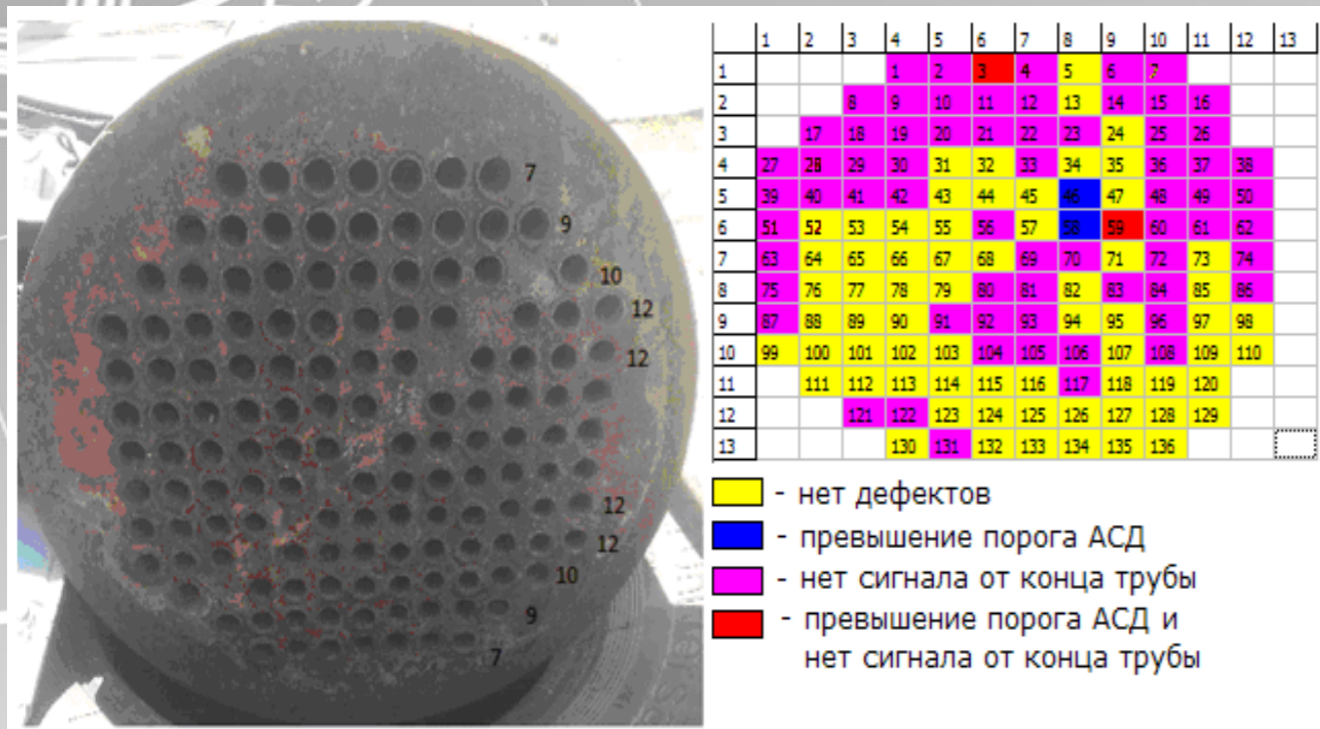 7
9
10
12
12
12
12
10
9
7
1 2 3 4 5 6 7 8 9 10 11 12 13
1 1 2 3 4 5 6 7
2 8 9 10 11 12 13 14 15 16
3 17 18 19 20 21 22 23 24 25 26
4 27 28 29 30 31 32 33 34 35 36 37 38
5 39 40 41 42 43 44 45 46 47 48 49 50
6 51 52 53 54 55 56 57 58 59 60 61 62
7 63 64 65 66 67 68 69 70 71 72 73 74
8 75 76 77 78 79 80 81 82 83 84 85 86
9 87 88 89 90 91 92 93 94 95 96 97 98
10 99 100 101 102 103 104 105 106 107 108 109 110
11 111 112 113 114 115 116 117 118 119 120
12 121 122 123 124 125 126 127 128 129
13 130 131 132 133 134 135 136
- нет дефектов
- превышение порога АСД
- нет сигнала от конца трубы
- превышение порога АСД и
нет сигнала от конца трубы